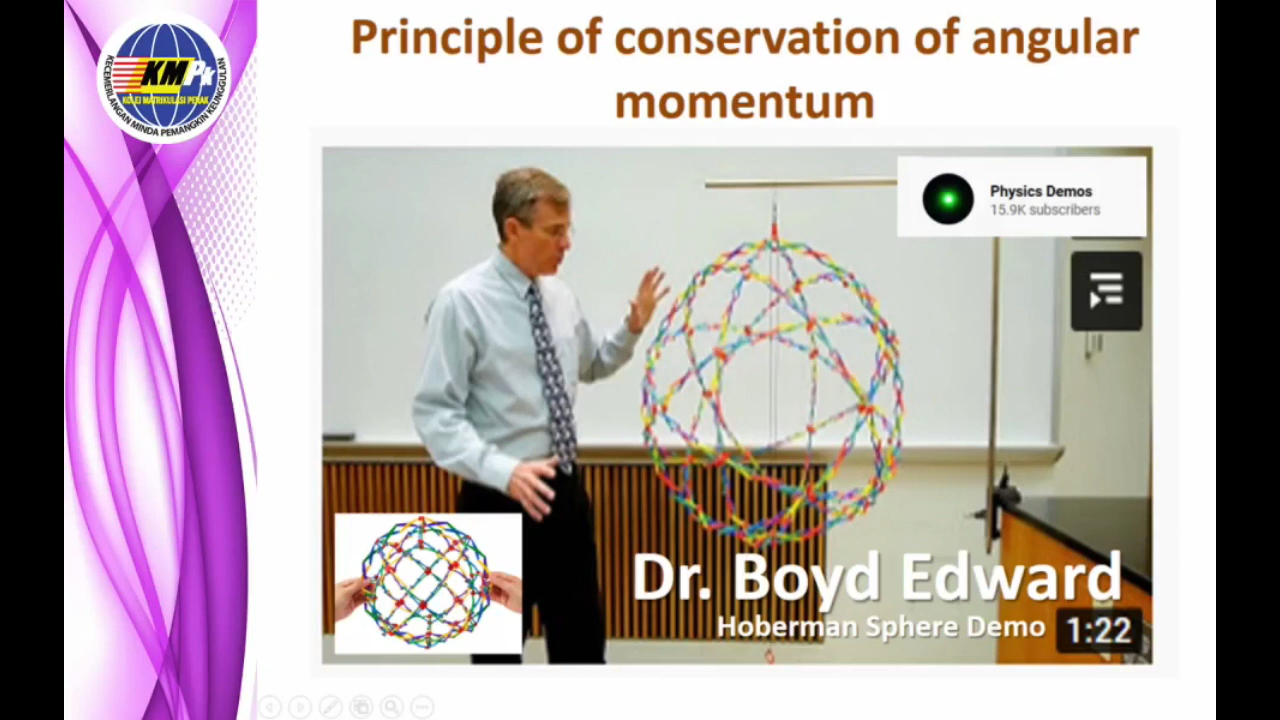 Principle of conservation of angular
momentum
KMPk
KOLEJ MATRIKULASI PERAK
KECEMERLANGAN MINDA PEMANGKIN KEUNGGULAN
Physics Demos
15.9K subscribers
Dr. Boyd Edward
Hoberman Sphere Demo
1:22